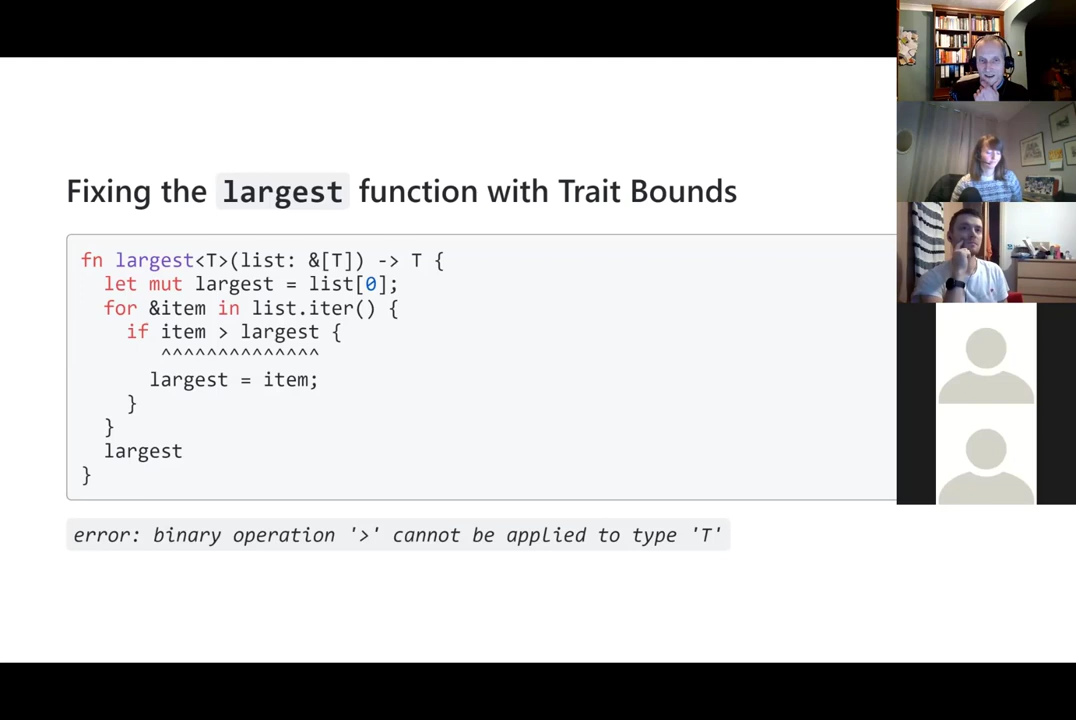 Fixing the largest function with Trait Bounds
fn largest<T>(list: &[T]) -> T {
let mut largest = list[0];
for &item in list.iter() {
if item > largest {
^^^^^^^^^^^^^^
largest = item;
}
}
largest
}
error: binary operation '>' cannot be applied to type 'T'